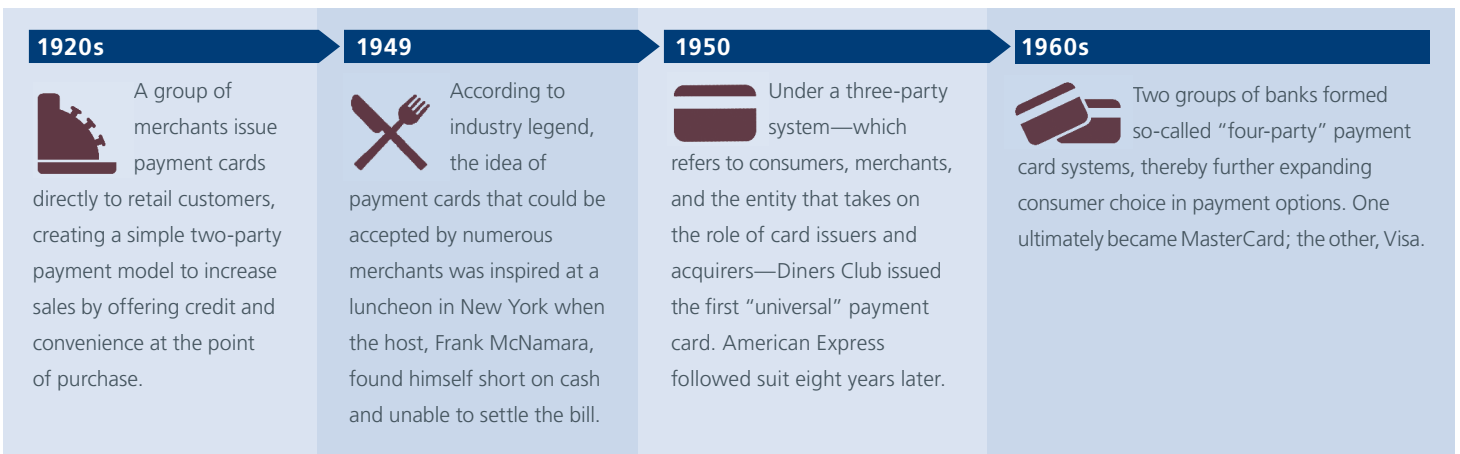 1920s
A group of
merchants issue
payment cards
directly to retail customers,
creating a simple two-party
payment model to increase
sales by offering credit and
convenience at the point
of purchase.
1949
According to
industry legend,
the idea of
payment cards that could be
accepted by numerous
merchants was inspired at a
luncheon in New York when
the host, Frank McNamara,
found himself short on cash
and unable to settle the bill.
1950
Under a three-party
system—which
refers to consumers, merchants,
and the entity that takes on
the role of card issuers and
acquirers—Diners Club issued
the first “universal” payment
card. American Express
followed suit eight years later.
1960s
Two groups of banks formed
so-called “four-party” payment
card systems, thereby further expanding
consumer choice in payment options. One
ultimately became MasterCard; the other, Visa.